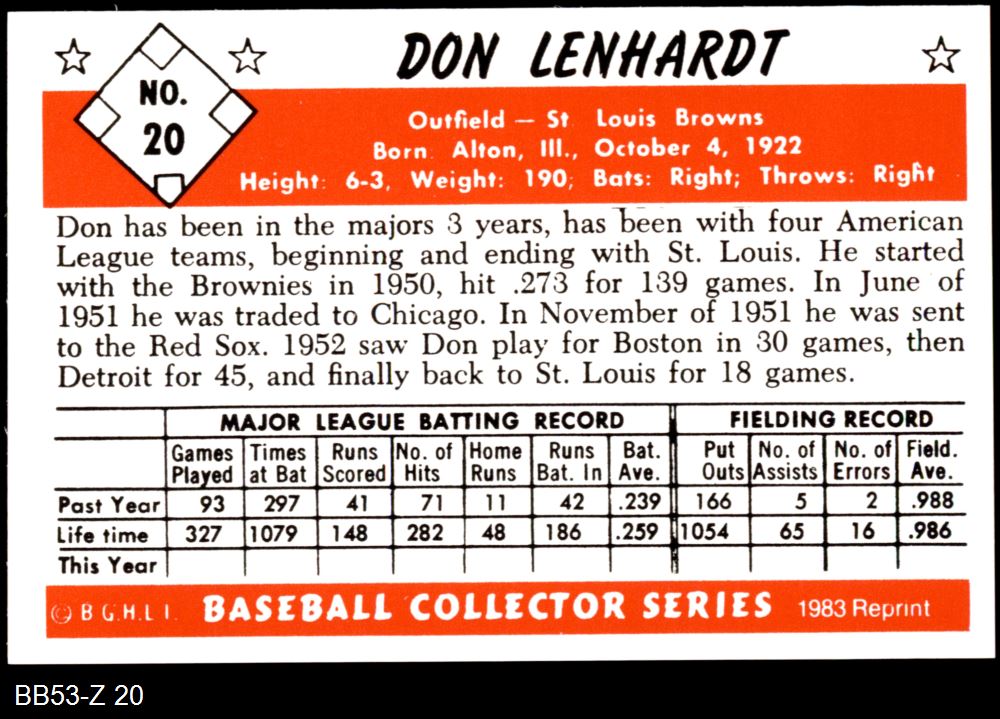 DON LENHARDT
NO.
20
Outfield — St Louis Browns
Born Alton, Ill., October 4, 1922
Height: 6-3, Weight: 190; Bats: Right; Throws: Right
Don has been in the majors 3 years, has been with four American
League teams, beginning and ending with St. Louis. He started
with the Brownies in 1950, hit .273 for 139 games. In June of
1951 he was traded to Chicago. In November of 1951 he was sent
to the Red Sox. 1952 saw Don play for Boston in 30 games, then
Detroit for 45, and finally back to St. Louis for 18 games.
MAJOR LEAGUE BATTING RECORD FIELDING RECORD
Games Times Runs No. of Home Runs Bat. Put No. of No. of Field.
Played at Bat Scored Hits Runs Bat. In Ave. Outs Assists Errors Ave.
Past Year 93 297 41 71 11 42 .239 166 5 2 .988
Life time 327 1079 148 282 48 186 .259 1054 65 16 .986
This Year
© B G.H.L I. BASEBALL COLLECTOR SERIES 1983 Reprint
BB53-Z 20